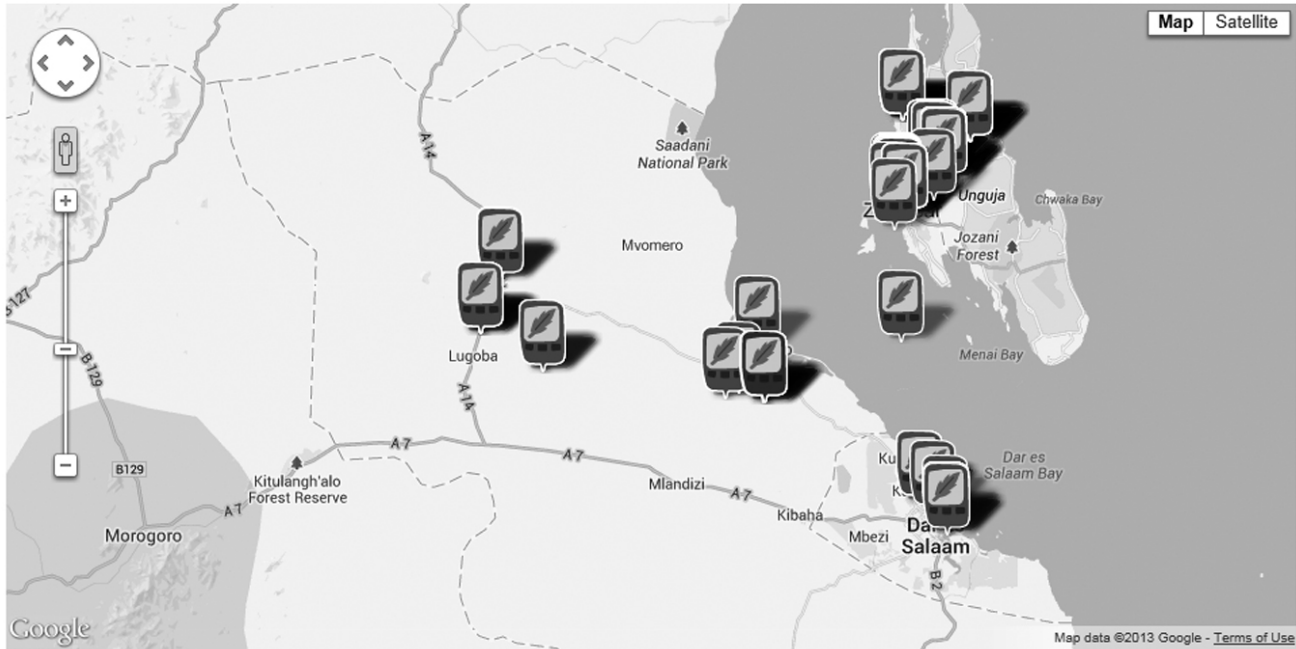 Map
Satellite
A 14
Saadani
National Park
Unguja
Chwaka Bay
Jozani
Forest
Mvomero
B-127
B-129
Menai Bay
Lugoba
A 14
A 7
A 7
Dar es
Salaam Bay
B129
Kitulangh'alo
Forest Reserve
Mlandizi
A 7
A 7
Kibaha
Morogoro
Mbezi
Salaam
B 2
Google
Map data ©2013 Google - Terms of Use